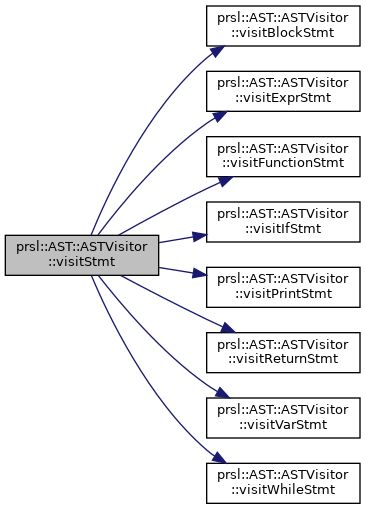 prsl::AST::ASTVisitor
::visitBlockStmt
prsl::AST::ASTVisitor
::visitExprStmt
prsl::AST::ASTVisitor
::visitFunctionStmt
prsl::AST::ASTVisitor
::visitIfStmt
prsl::AST::ASTVisitor
::visitStmt
prsl::AST::ASTVisitor
::visitPrintStmt
prsl::AST::ASTVisitor
::visitReturnStmt
prsl::AST::ASTVisitor
::visitVarStmt
prsl::AST::ASTVisitor
::visitWhileStmt